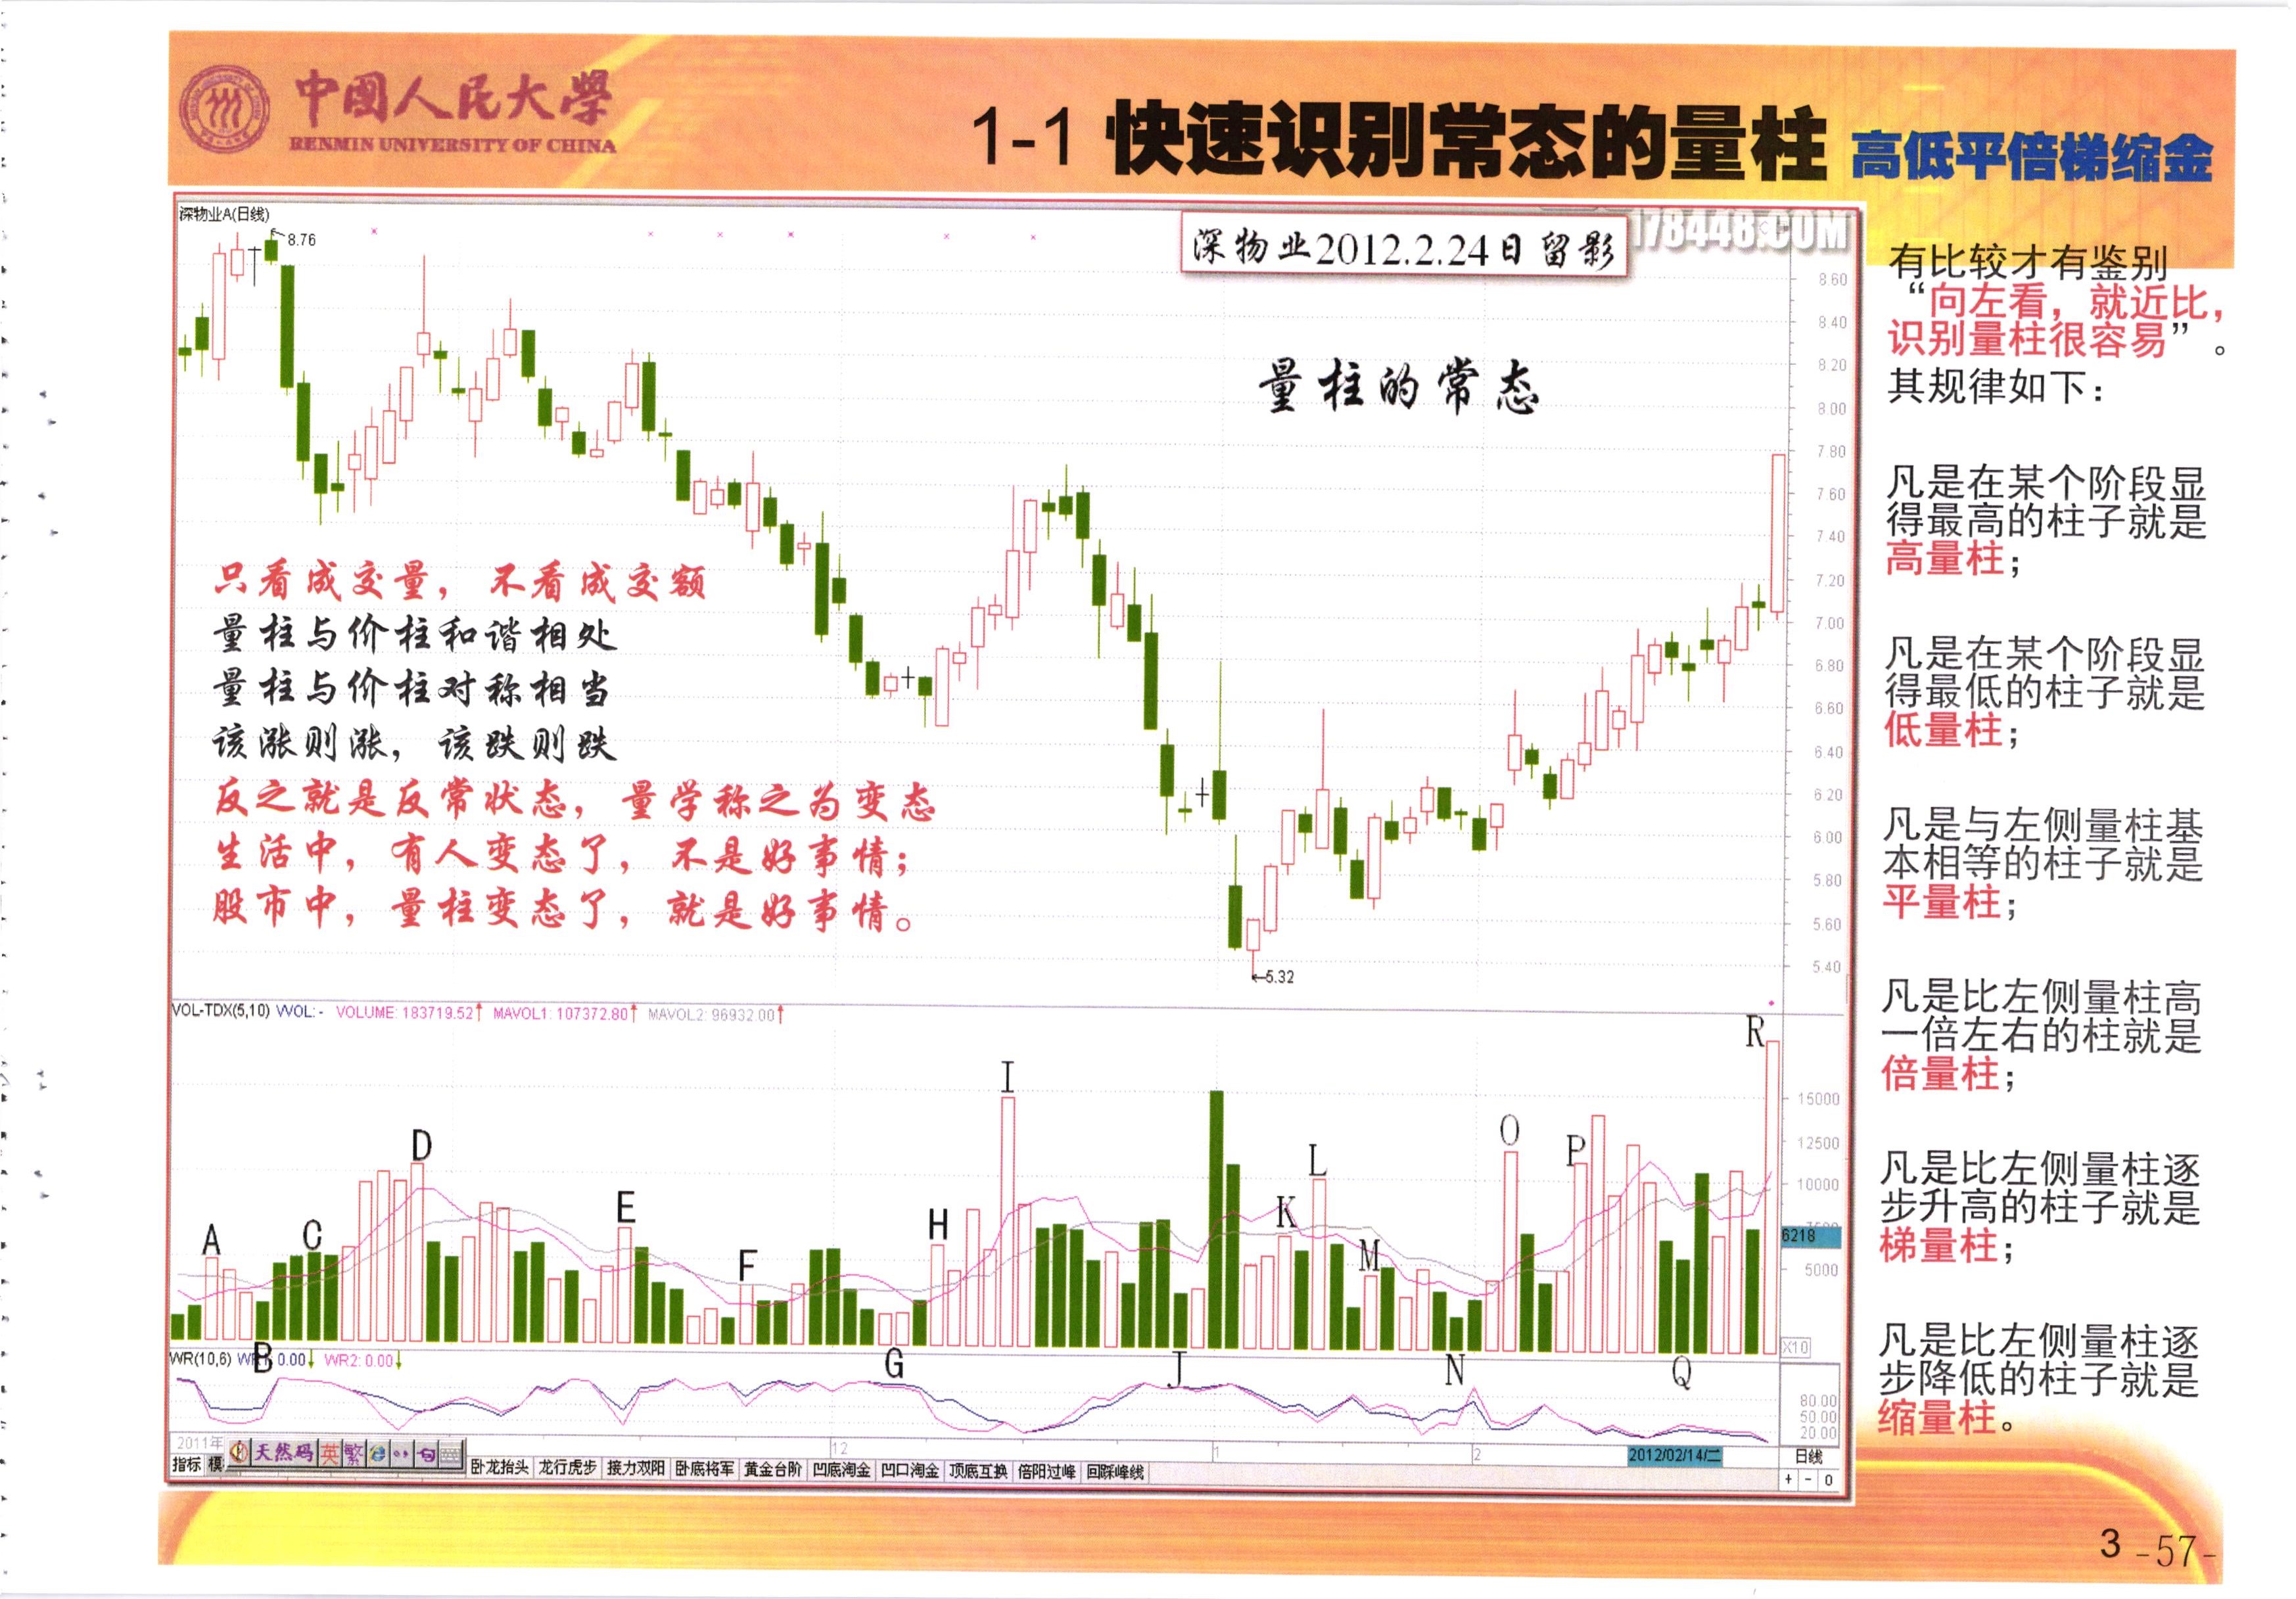 中國人民大學
RENMIN UNIVERSITY OF CHINA
1-1 快速识别常态的量柱 高低平倍梯缩金
深物业A(日线)
8.76
深物业2012.2.24日留影
178448.COM
量柱的常态
只看成交量，不看成交额
量柱与价柱和谐相处
量柱与价柱对称相当
该涨则涨，该跌则跌
反之就是反常状态，量学称之为变态
生活中，有人变态了，不是好事情；
股市中，量柱变态了，就是好事情。
8.60
8.40
8.20
8.00
7.80
7.60
7.40
7.20
7.00
6.80
6.60
6.40
6.20
6.00
5.80
5.60
5.40
5.32
VOL-TDX(5,10) VVOL:- VOLUME: 183719.52↑ MAVOL1: 107372.80↑ MAVOL2: 96932.00↑
A
B
C
D
E
F
G
H
I
J
K
L
M
N
O
P
Q
R
15000
12500
10000
6218
5000
X10
WR(10,6) 0.00↓ WR2: 0.00↓
80.00
50.00
20.00
2011年
12
1
2
2012/02/14/二
日线
指标 天然码 英 繁 卧龙抬头 龙行虎步 接力双阳 卧底将军 黄金台阶 凹底淘金 凹口淘金 顶底互换 倍阳过峰 回踩峰线
+ - 0
有比较才有鉴别
“向左看，就近比，
识别量柱很容易”。
其规律如下：
凡是在某个阶段显
得最高的柱子就是
高量柱；
凡是在某个阶段显
得最低的柱子就是
低量柱；
凡是与左侧量柱基
本相等的柱子就是
平量柱；
凡是比左侧量柱高
一倍左右的柱就是
倍量柱；
凡是比左侧量柱逐
步升高的柱子就是
梯量柱；
凡是比左侧量柱逐
步降低的柱子就是
缩量柱。
3 -57-